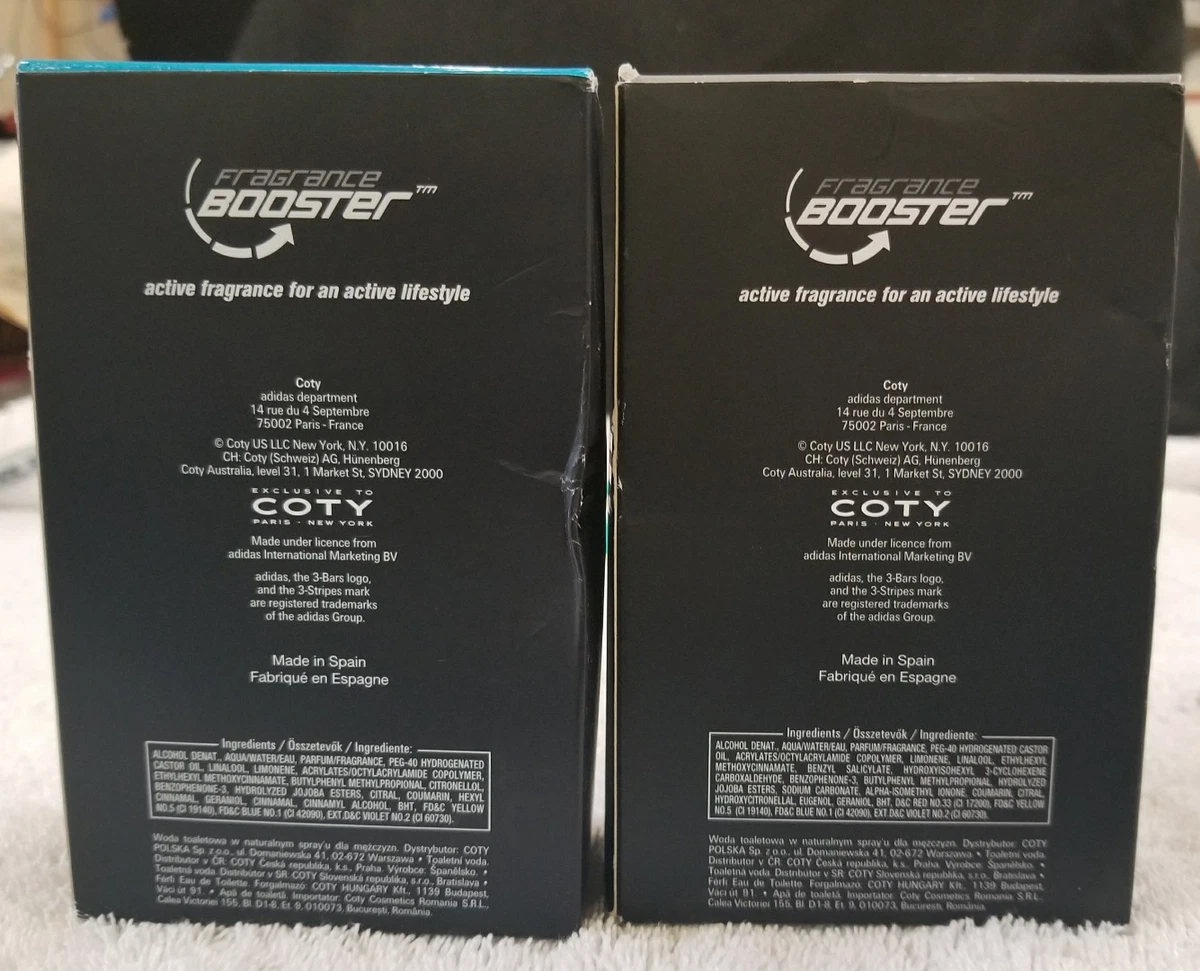 Fragrance
BOOSTER™
active fragrance for an active lifestyle
Coty
adidas department
14 rue du 4 Septembre
75002 Paris - France
© Coty US LLC New York, N.Y. 10016
CH: Coty (Schweiz) AG, Hünenberg
Coty Australia, level 31, 1 Market St, SYDNEY 2000
EXCLUSIVE TO
COTY
PARIS - NEW YORK
Made under licence from
adidas International Marketing BV
adidas, the 3-Bars logo,
and the 3-Stripes mark
are registered trademarks
of the adidas Group.
Made in Spain
Fabriqué en Espagne
Ingredients / Összetevők / Ingrediente:
ALCOHOL DENAT., AQUA/WATER/EAU, PARFUM/FRAGRANCE, PEG-40 HYDROGENATED
CASTOR OIL, LINALOOL, LIMONENE, ACRYLATES/OCTYLACRYLAMIDE COPOLYMER,
ETHYLHEXYL METHOXYCINNAMATE, BUTYLPHENYL METHYLPROPIONAL, CITRONELLOL,
BENZOPHENONE-3, HYDROLYZED JOJOBA ESTERS, CITRAL, COUMARIN, HEXYL
CINNAMAL, GERANIOL, CINNAMAL, CINNAMYL ALCOHOL, BHT, FD&C YELLOW
NO.5 (CI 19140), FD&C BLUE NO.1 (CI 42090), EXT.D&C VIOLET NO.2 (CI 60730).
Woda toaletowa w naturalnym spray'u dla mężczyzn. Dystrybutor: COTY
POLSKA Sp. z o.o., ul. Domaniewska 41, 02-672 Warszawa • Toaletní voda.
Distributor v ČR: COTY Česká republika, k.s., Praha. Výrobce: Španělsko. •
Toaletná voda. Distribútor v SR: COTY Slovenská republika, s.r.o., Bratislava •
Férfi Eau de Toilette. Forgalmazó: COTY HUNGARY Kft., 1139 Budapest,
Váci út 91. • Apă de toaletă. Importator: Coty Cosmetics Romania S.R.L.,
Calea Victoriei 155, Bl. D1-8, Et. 9, 010073, Bucureşti, România.
Fragrance
BOOSTER™
active fragrance for an active lifestyle
Coty
adidas department
14 rue du 4 Septembre
75002 Paris - France
© Coty US LLC New York, N.Y. 10016
CH: Coty (Schweiz) AG, Hünenberg
Coty Australia, level 31, 1 Market St, SYDNEY 2000
EXCLUSIVE TO
COTY
PARIS - NEW YORK
Made under licence from
adidas International Marketing BV
adidas, the 3-Bars logo,
and the 3-Stripes mark
are registered trademarks
of the adidas Group.
Made in Spain
Fabriqué en Espagne
Ingredients / Összetevők / Ingrediente:
ALCOHOL DENAT., AQUA/WATER/EAU, PARFUM/FRAGRANCE, PEG-40 HYDROGENATED CASTOR
OIL, ACRYLATES/OCTYLACRYLAMIDE COPOLYMER, LIMONENE, LINALOOL, ETHYLHEXYL
METHOXYCINNAMATE, BENZYL SALICYLATE, HYDROXYISOHEXYL 3-CYCLOHEXENE
CARBOXALDEHYDE, BENZOPHENONE-3, BUTYLPHENYL METHYLPROPIONAL, HYDROLYZED
JOJOBA ESTERS, SODIUM CARBONATE, ALPHA-ISOMETHYL IONONE, COUMARIN, CITRAL,
HYDROXYCITRONELLAL, EUGENOL, GERANIOL, BHT, D&C RED NO.33 (CI 17200), FD&C YELLOW
NO.5 (CI 19140), FD&C BLUE NO.1 (CI 42090), EXT.D&C VIOLET NO.2 (CI 60730).
Woda toaletowa w naturalnym spray'u dla mężczyzn. Dystrybutor: COTY
POLSKA Sp. z o.o., ul. Domaniewska 41, 02-672 Warszawa • Toaletní voda.
Distributor v ČR: COTY Česká republika, k.s., Praha. Výrobce: Španělsko. •
Toaletná voda. Distribútor v SR: COTY Slovenská republika, s.r.o., Bratislava •
Férfi Eau de Toilette. Forgalmazó: COTY HUNGARY Kft., 1139 Budapest,
Váci út 91. • Apă de toaletă. Importator: Coty Cosmetics Romania S.R.L.,
Calea Victoriei 155, Bl. D1-8, Et. 9, 010073, Bucureşti, România.